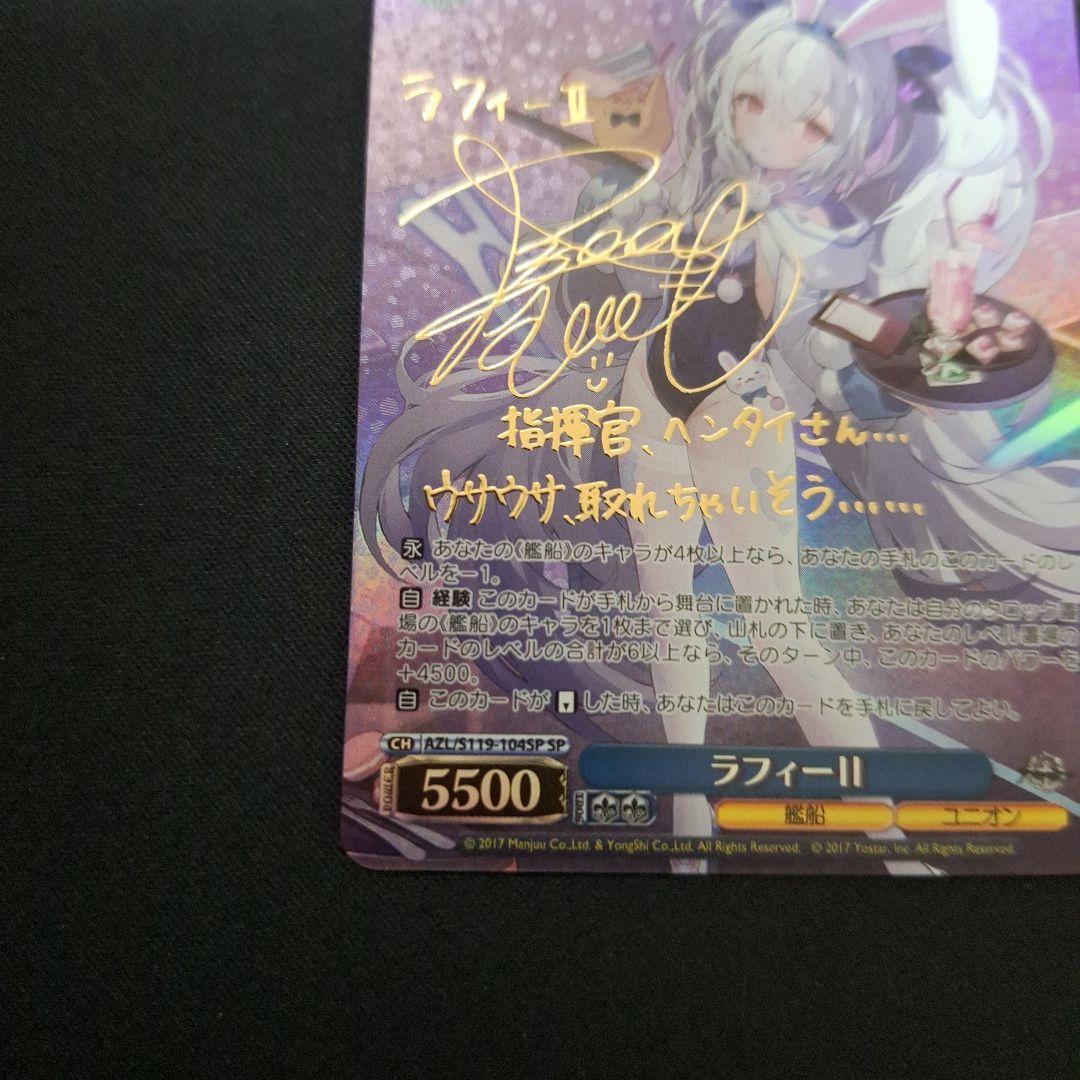 ラフィーⅡ
指揮官、ヘンタイさん…
ウサウサ、取れちゃいそう……
永 あなたの《艦船》のキャラが4枚以上なら、あなたの手札のこのカードのレ
ベルを－1。
自 経験 このカードが手札から舞台に置かれた時、あなたは自分のクロック置
場の《艦船》のキャラを1枚まで選び、山札の下に置き、あなたのレベル置場の
カードのレベルの合計が6以上なら、そのターン中、このカードのパワーを
＋4500。
自 このカードが した時、あなたはこのカードを手札に戻してよい。
CH AZL/S119-104SP SP
POWER 5500 SOUL ラフィーII
艦船 ユニオン
© 2017 Manjuu Co.,Ltd. & YongShi Co.,Ltd. All Rights Reserved. © 2017 Yostar, Inc. All Rights Reserved.